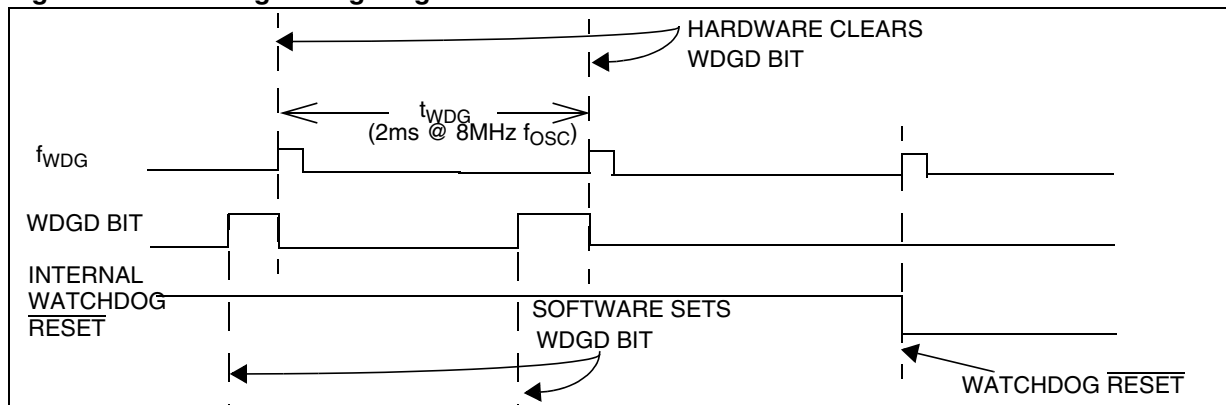 HARDWARE CLEARS
WDGD BIT
tWDG
(2ms @ 8MHz fOSC)
fWDG
WDGD BIT
INTERNAL
WATCHDOG
RESET
SOFTWARE SETS
WDGD BIT
WATCHDOG RESET